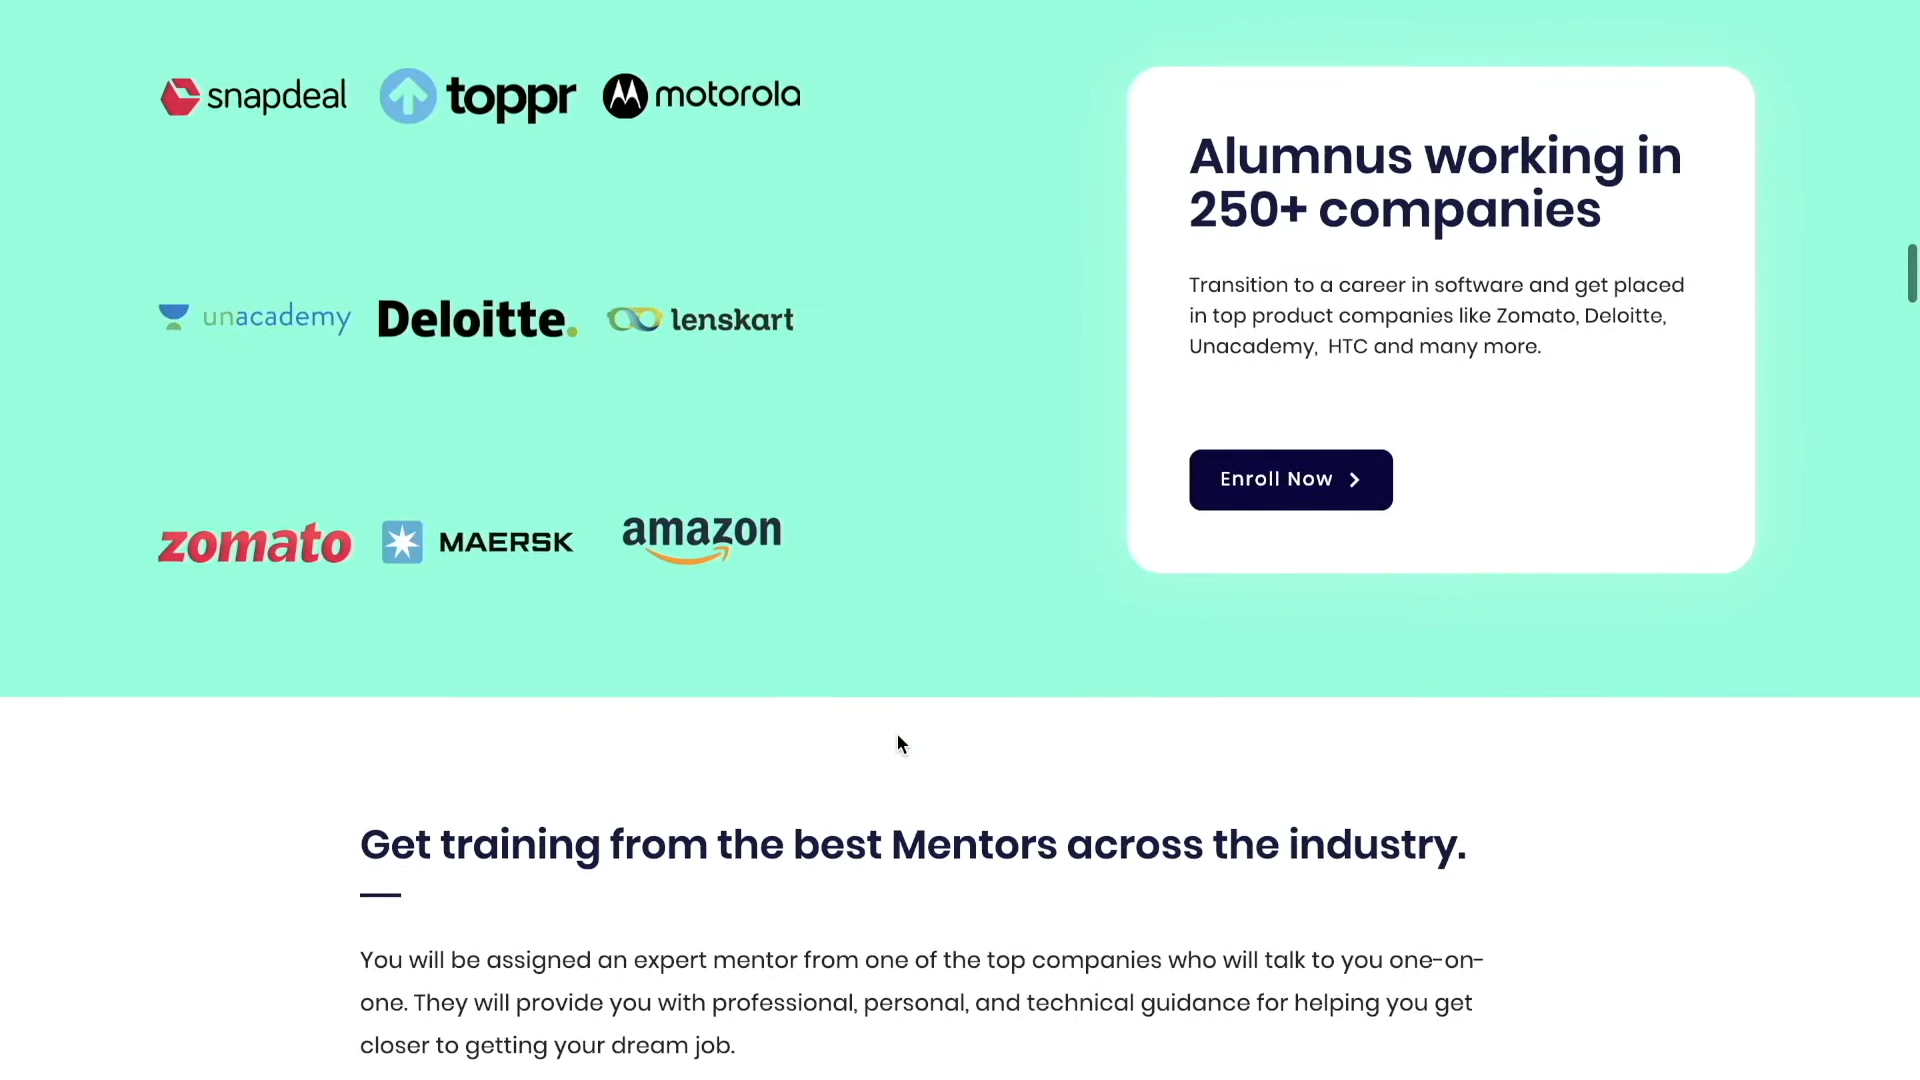 snapdeal toppr motorola
Alumnus working in
250+ companies
Transition to a career in software and get placed
in top product companies like Zomato, Deloitte,
Unacademy, HTC and many more.
unacademy Deloitte. lenskart
Enroll Now
zomato MAERSK amazon
Get training from the best Mentors across the industry.
You will be assigned an expert mentor from one of the top companies who will talk to you one-on-
one. They will provide you with professional, personal, and technical guidance for helping you get
closer to getting your dream job.